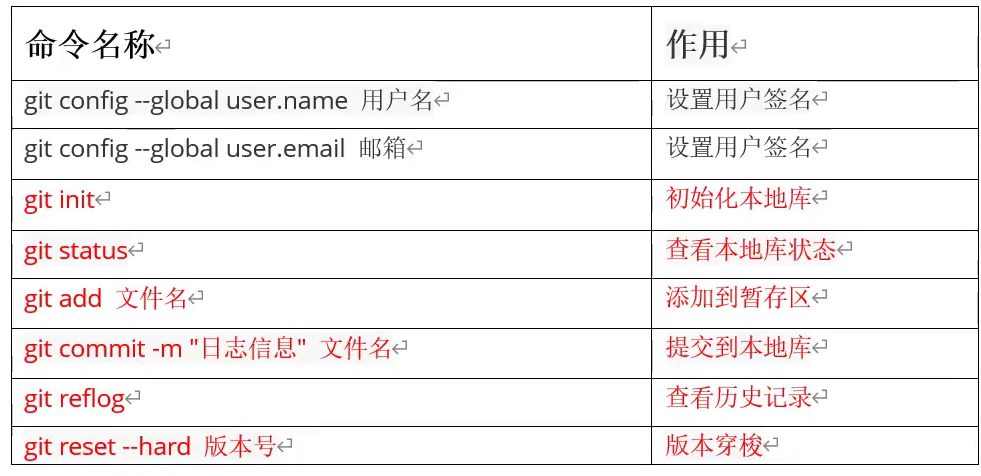 命令名称 作用
git config --global user.name 用户名 设置用户签名
git config --global user.email 邮箱 设置用户签名
git init 初始化本地库
git status 查看本地库状态
git add 文件名 添加到暂存区
git commit -m "日志信息" 文件名 提交到本地库
git reflog 查看历史记录
git reset --hard 版本号 版本穿梭